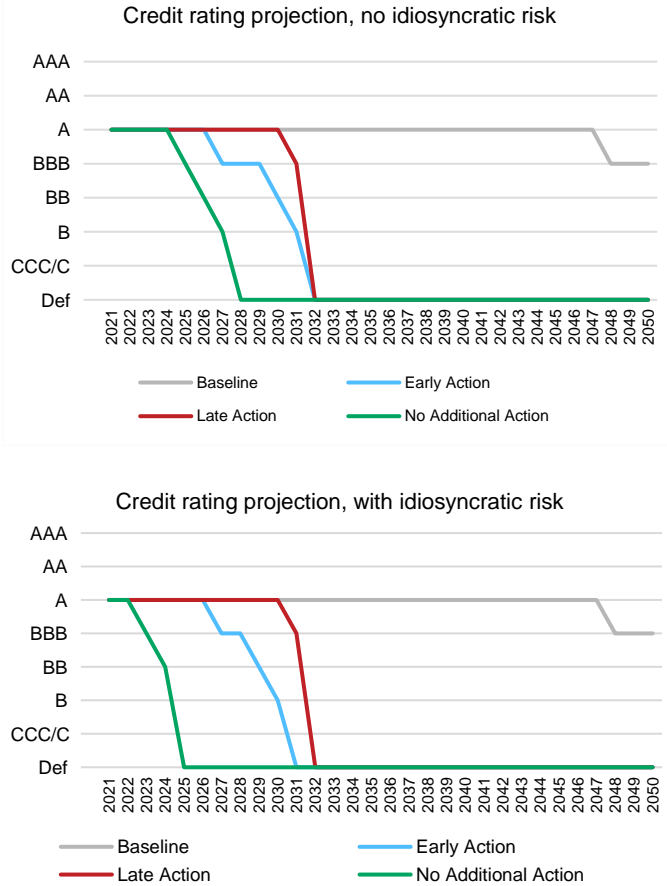 Credit rating projection, no idiosyncratic risk
AAA
AA
A
BBB
BB
B
CCC/C
Def
2021 2022 2023 2024 2025 2026 2027 2028 2029 2030 2031 2032 2033 2034 2035 2036 2037 2038 2039 2040 2041 2042 2043 2044 2045 2046 2047 2048 2049 2050
Baseline Early Action
Late Action No Additional Action
Credit rating projection, with idiosyncratic risk
AAA
AA
A
BBB
BB
B
CCC/C
Def
2021 2022 2023 2024 2025 2026 2027 2028 2029 2030 2031 2032 2033 2034 2035 2036 2037 2038 2039 2040 2041 2042 2043 2044 2045 2046 2047 2048 2049 2050
Baseline Early Action
Late Action No Additional Action